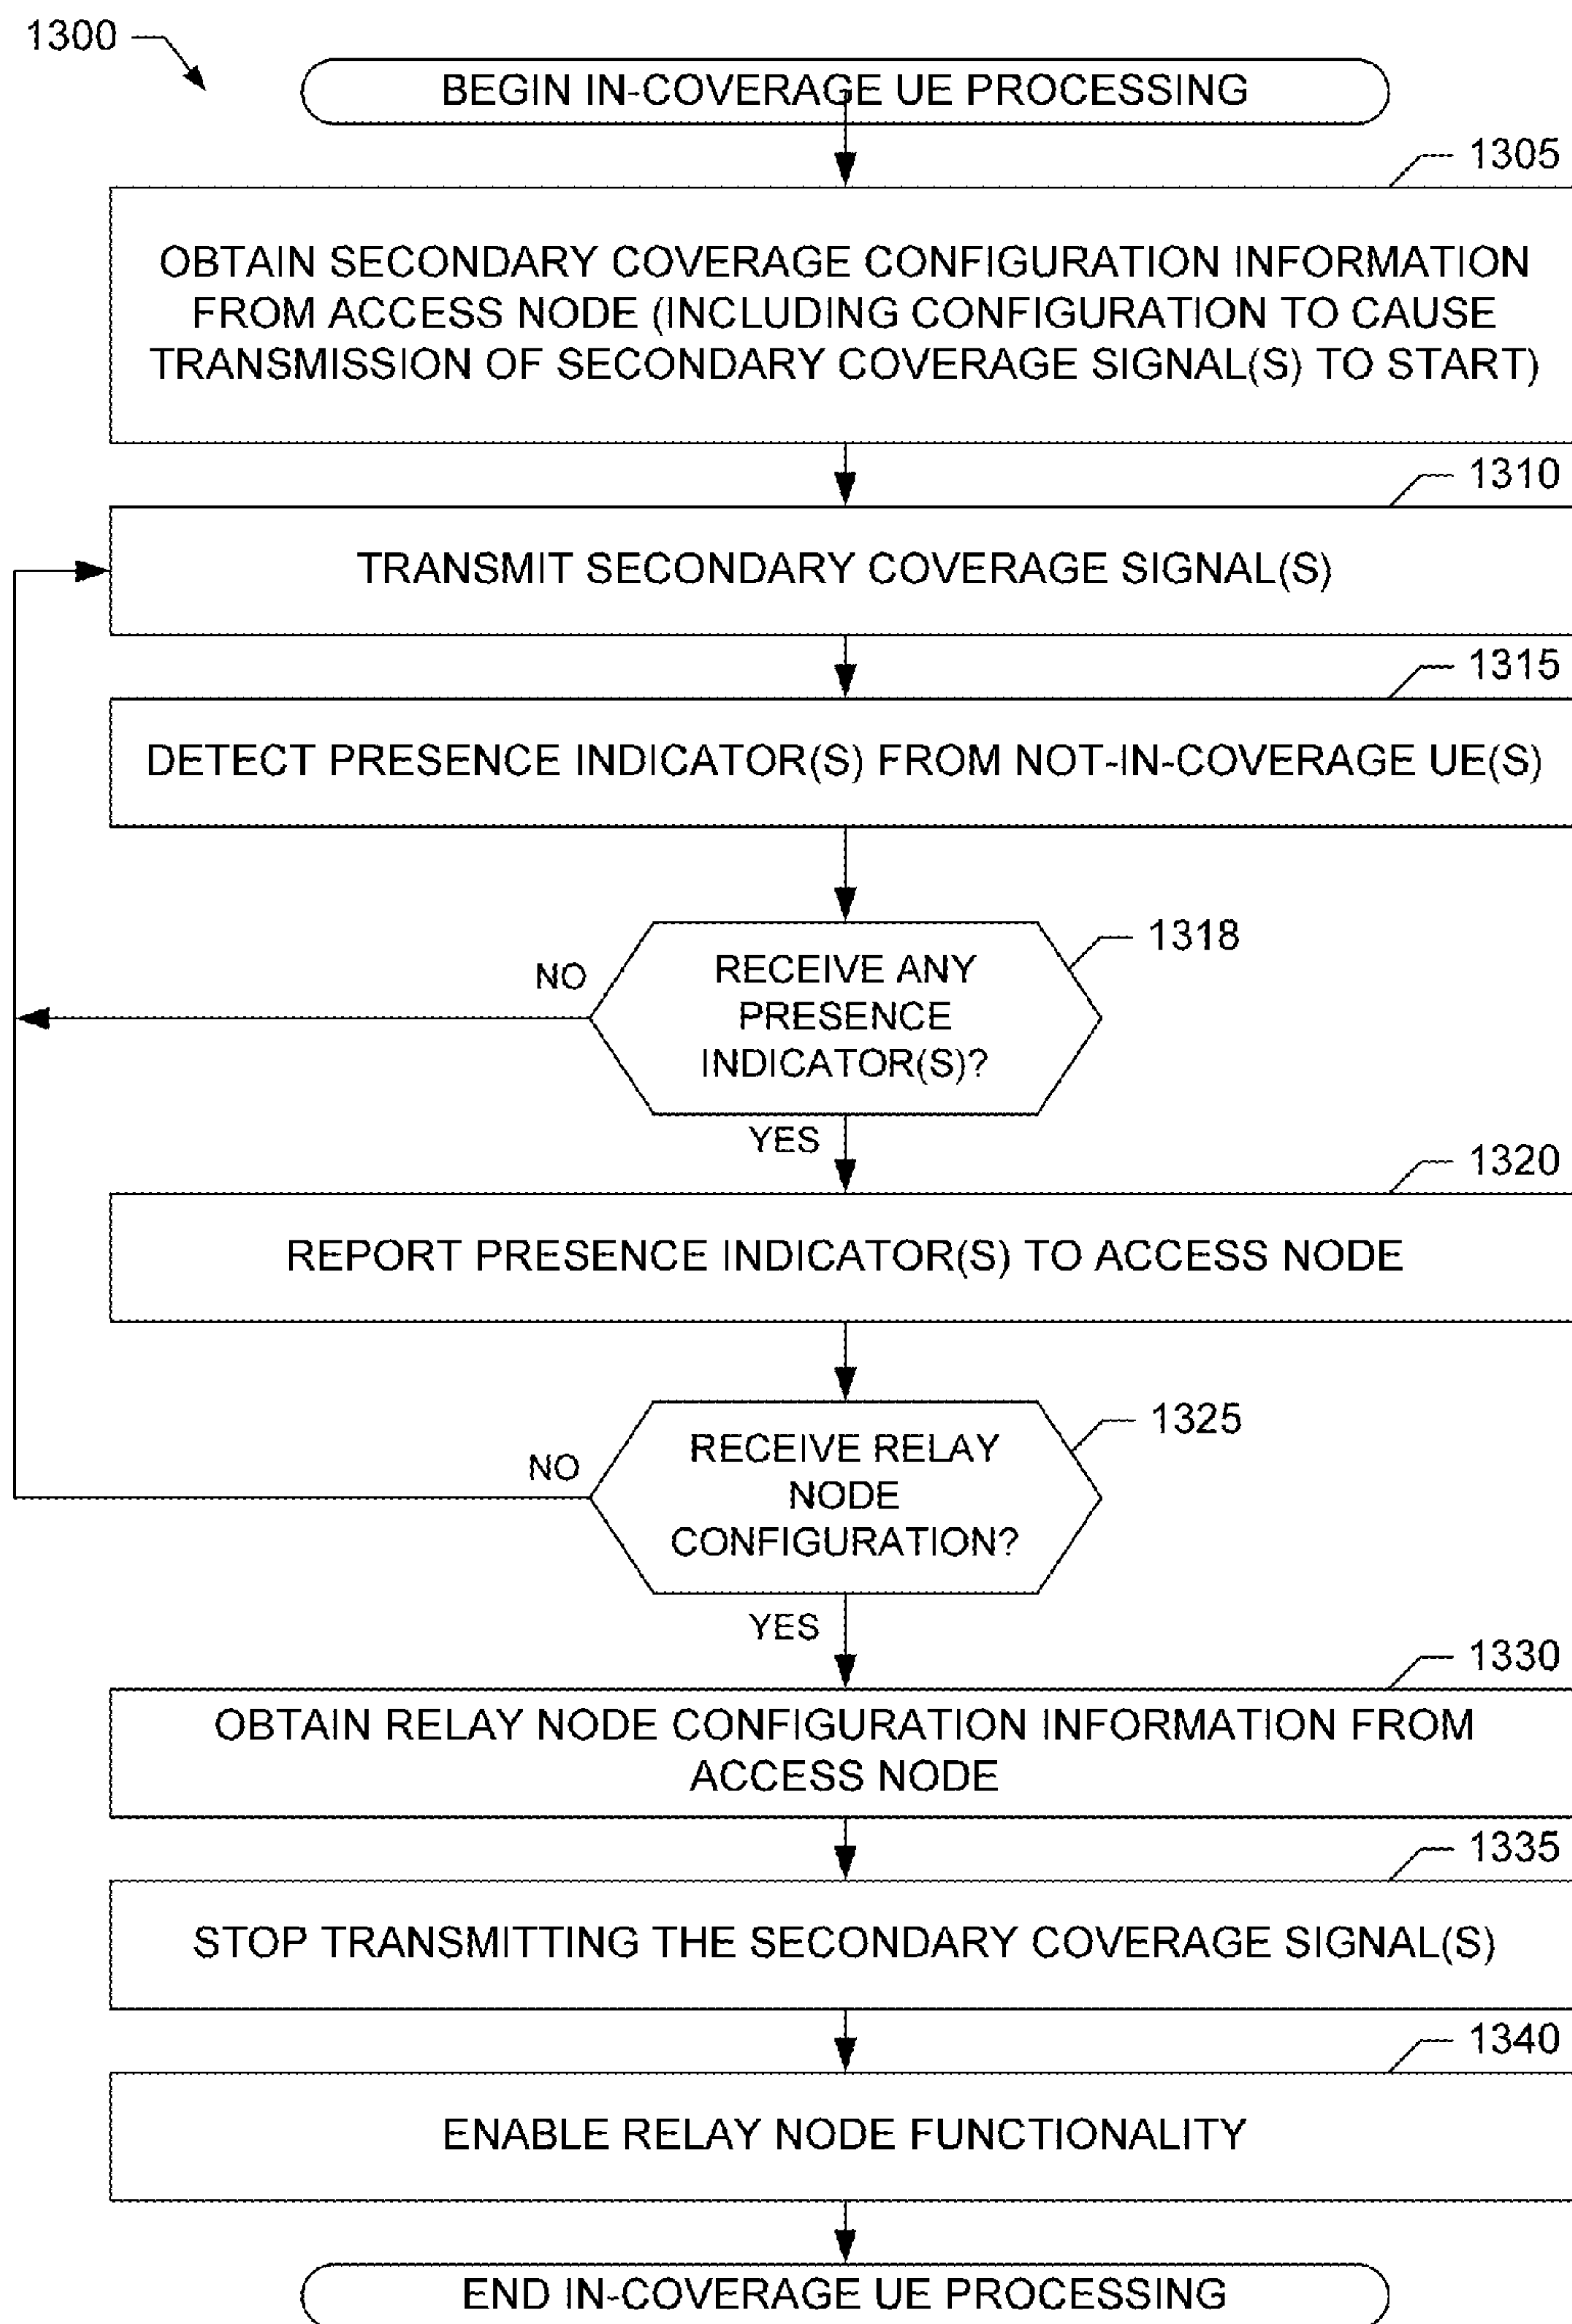 1300
BEGIN IN-COVERAGE UE PROCESSING
1305
OBTAIN SECONDARY COVERAGE CONFIGURATION INFORMATION
FROM ACCESS NODE (INCLUDING CONFIGURATION TO CAUSE
TRANSMISSION OF SECONDARY COVERAGE SIGNAL(S) TO START)
1310
TRANSMIT SECONDARY COVERAGE SIGNAL(S)
1315
DETECT PRESENCE INDICATOR(S) FROM NOT-IN-COVERAGE UE(S)
1318
NO
RECEIVE ANY
PRESENCE
INDICATOR(S)?
YES
1320
REPORT PRESENCE INDICATOR(S) TO ACCESS NODE
1325
NO
RECEIVE RELAY
NODE
CONFIGURATION?
YES
1330
OBTAIN RELAY NODE CONFIGURATION INFORMATION FROM
ACCESS NODE
1335
STOP TRANSMITTING THE SECONDARY COVERAGE SIGNAL(S)
1340
ENABLE RELAY NODE FUNCTIONALITY
END IN-COVERAGE UE PROCESSING